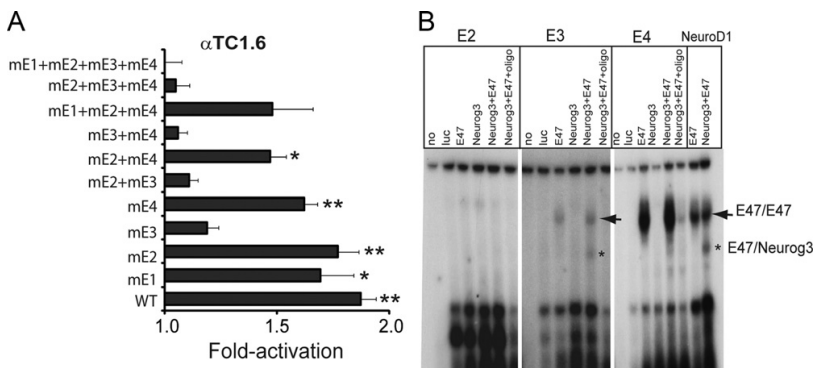 A
αTC1.6
mE1+mE2+mE3+mE4
mE2+mE3+mE4
mE1+mE2+mE4
mE3+mE4
mE2+mE4 *
mE2+mE3
mE4 **
mE3
mE2 **
mE1 *
WT **
1.0 1.5 2.0
Fold-activation
B
E2 E3 E4 NeuroD1
no
luc
E47
Neurog3
Neurog3+E47
Neurog3+E47+oligo
no
luc
E47
Neurog3
Neurog3+E47
Neurog3+E47+oligo
no
luc
E47
Neurog3
Neurog3+E47
Neurog3+E47+oligo
E47
Neurog3+E47
E47/E47
*
* E47/Neurog3